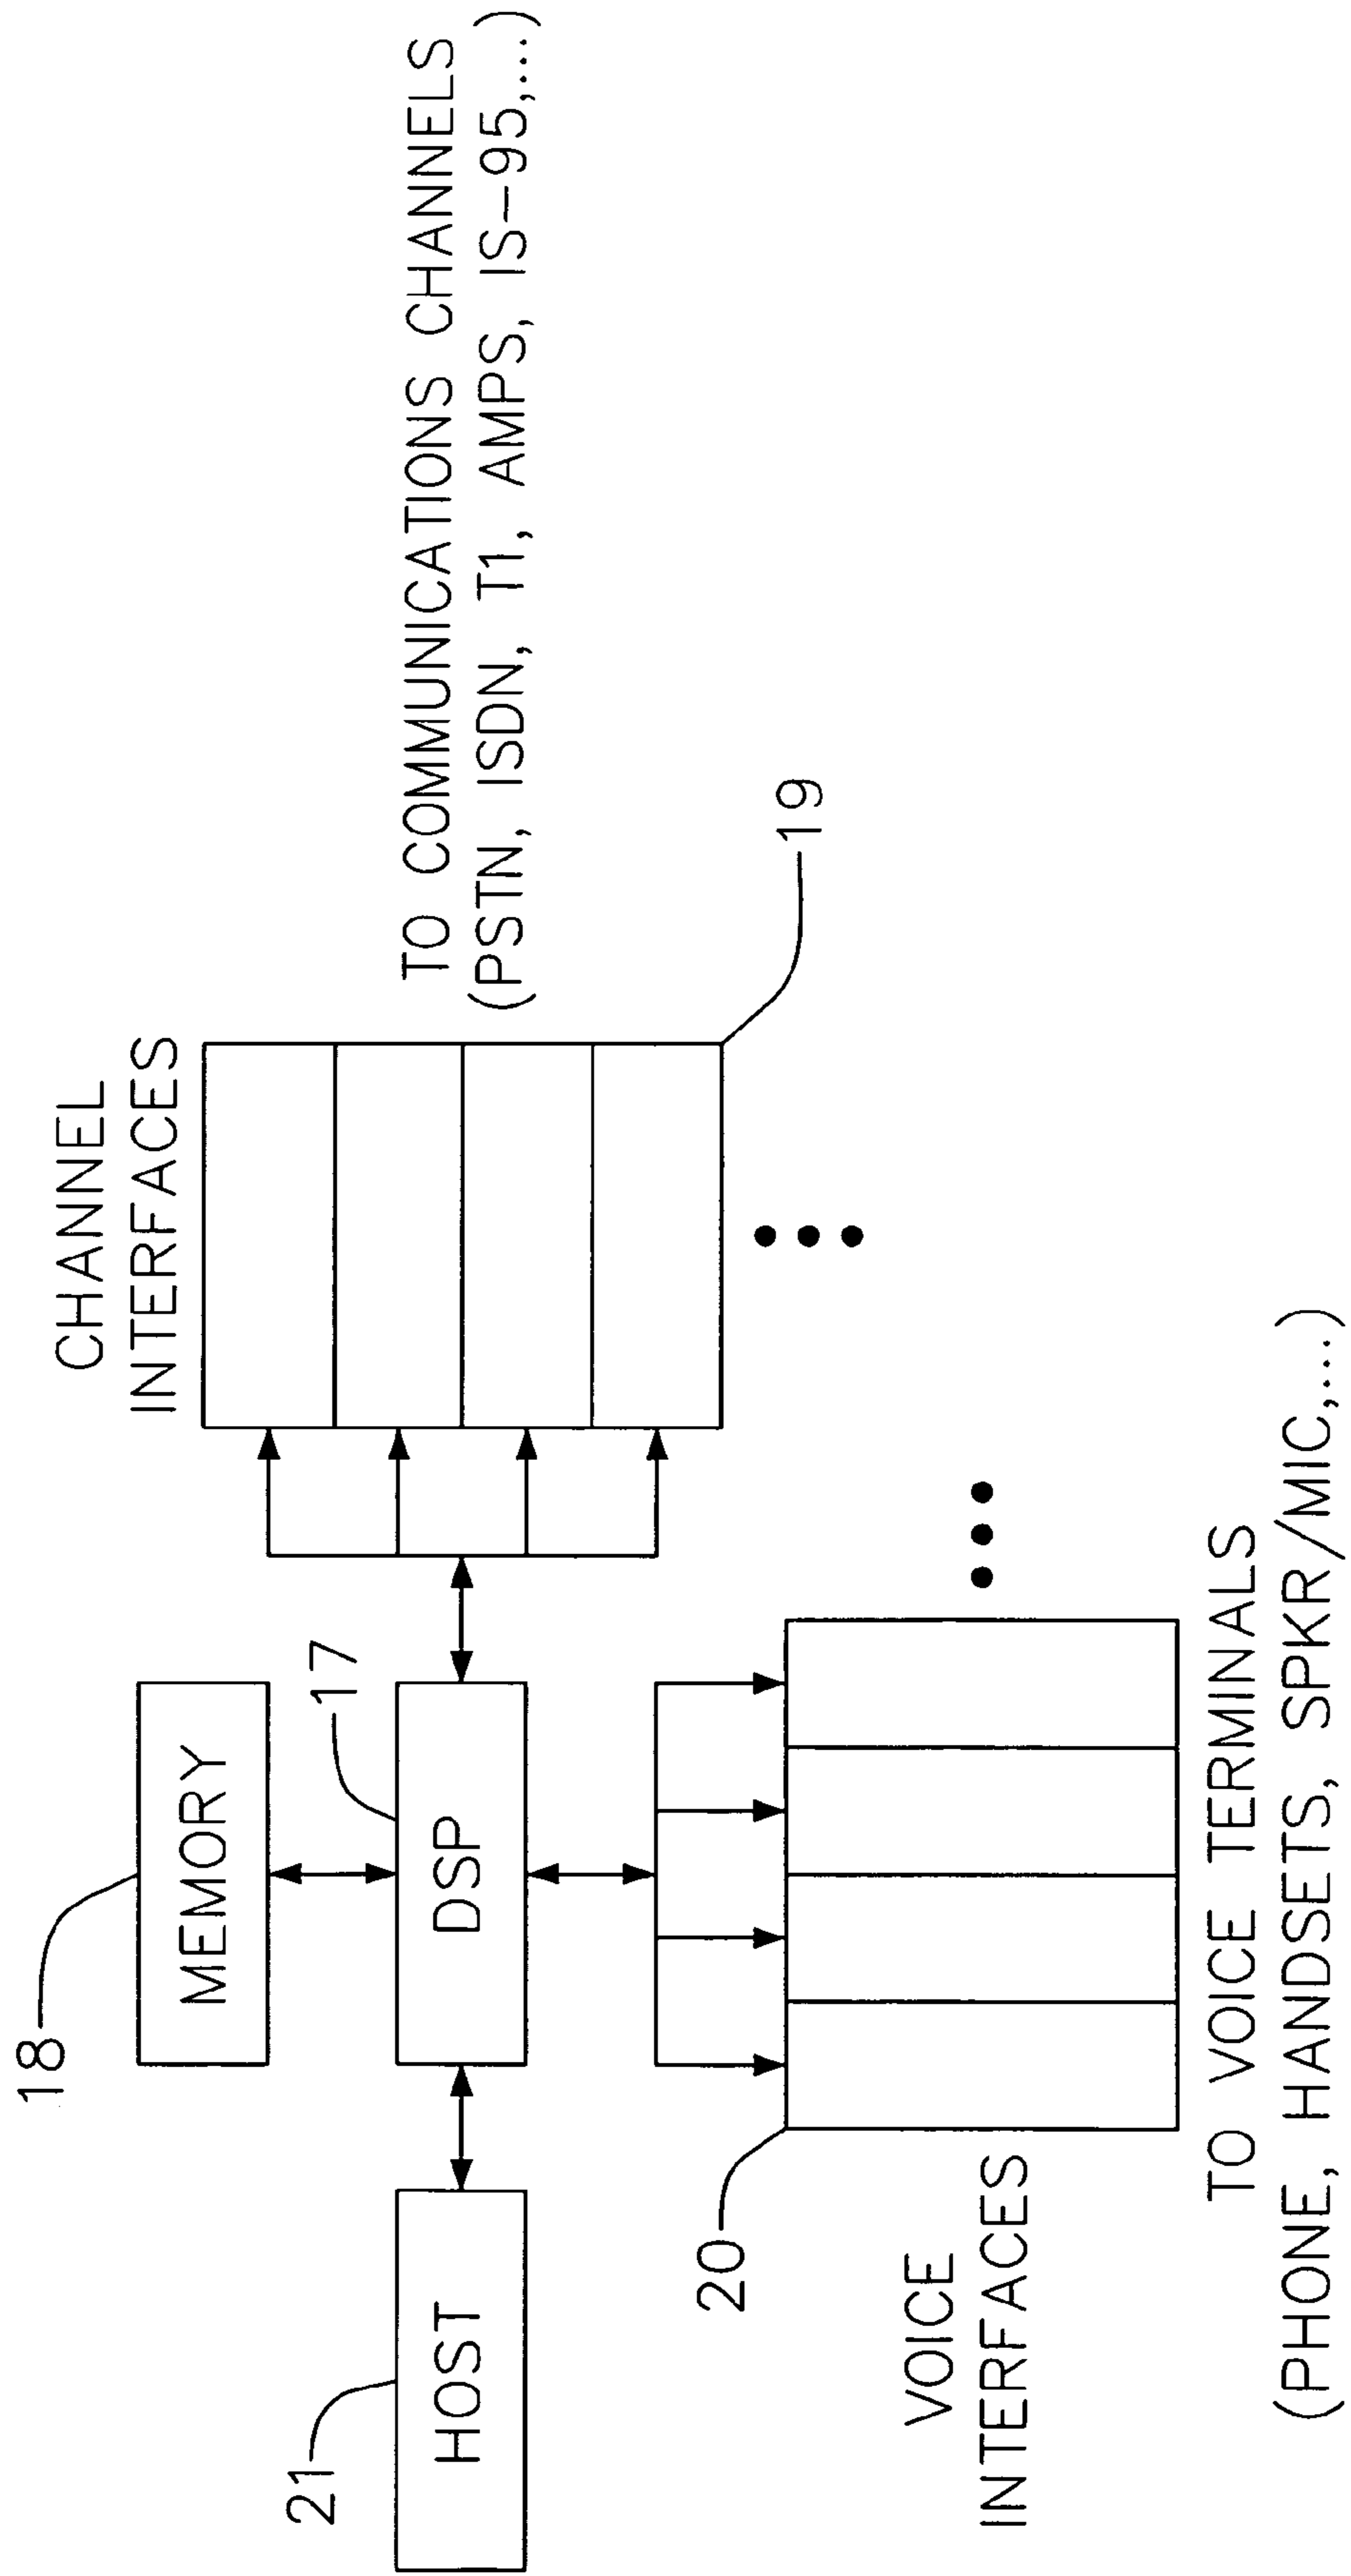 CHANNEL
INTERFACES
18
MEMORY
17
21
HOST
DSP
TO COMMUNICATIONS CHANNELS
(PSTN, ISDN, T1, AMPS, IS-95,...)
19
20
VOICE
INTERFACES
TO VOICE TERMINALS
(PHONE, HANDSETS, SPKR/MIC,...)